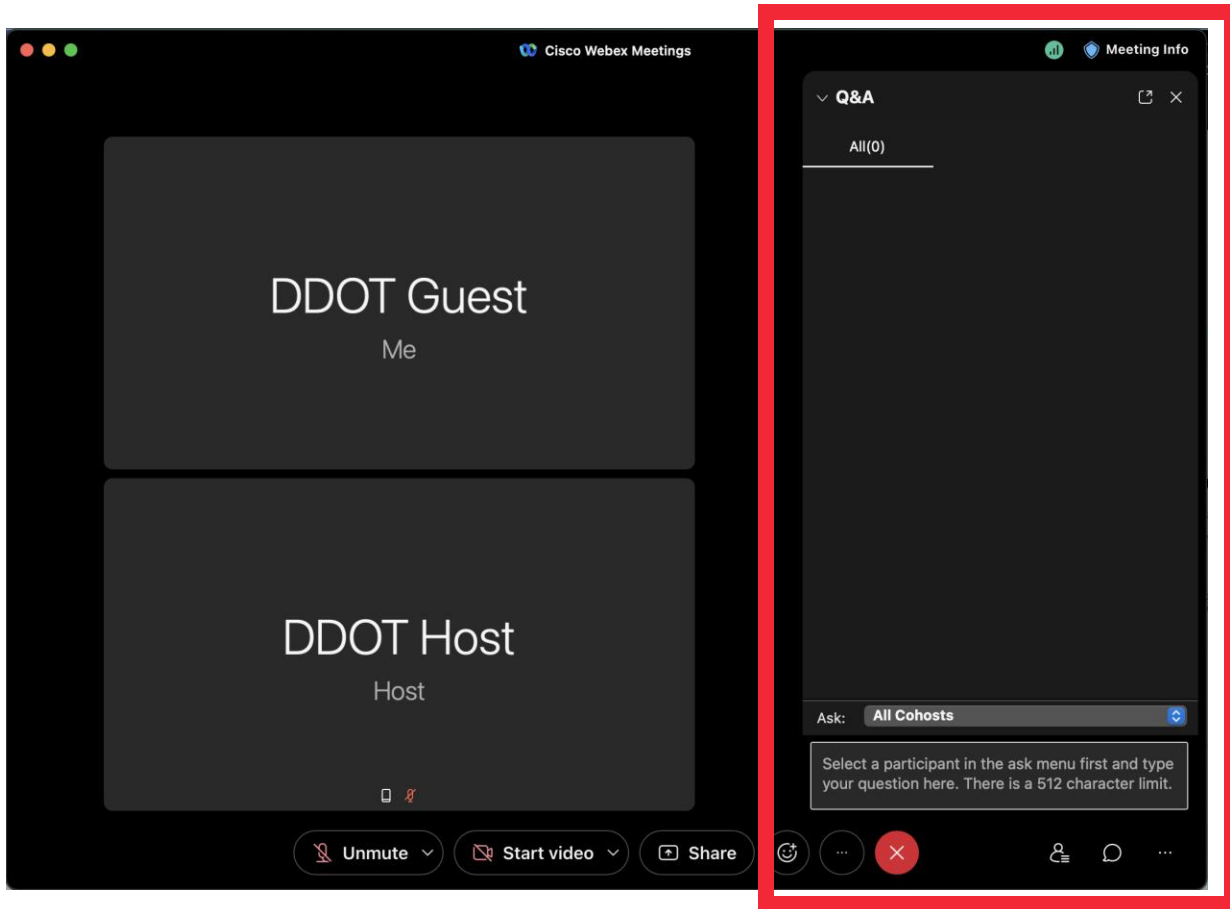 Cisco Webex Meetings
Meeting Info
Q&A
All(0)
DDOT Guest
Me
DDOT Host
Host
Ask: All Cohosts
Select a participant in the ask menu first and type
your question here. There is a 512 character limit.
Unmute Start video Share